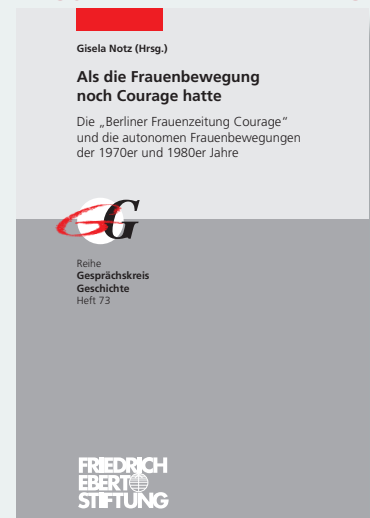 Gisela Notz (Hrsg.)
Als die Frauenbewegung
noch Courage hatte
Die „Berliner Frauenzeitung Courage“
und die autonomen Frauenbewegungen
der 1970er und 1980er Jahre
GG
Reihe
Gesprächskreis
Geschichte
Heft 73
FRIEDRICH
EBERT
STIFTUNG